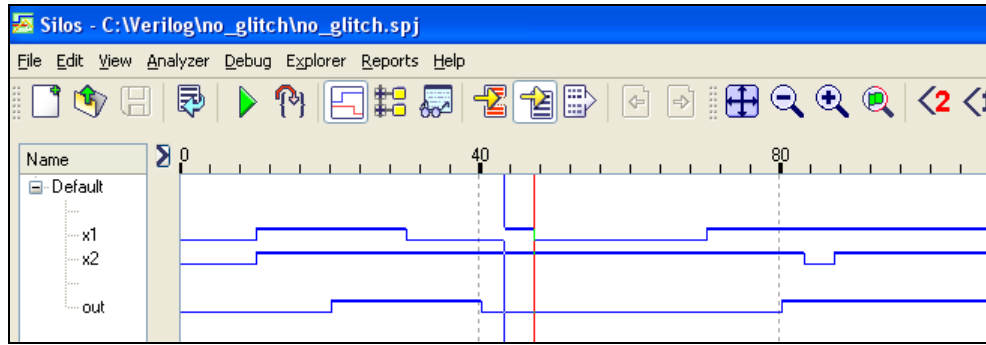 Silos - C:\Verilog\no_glitch\no_glitch.spj
File Edit View Analyzer Debug Explorer Reports Help
2
Name 0 40 80
Default
x1
x2
out